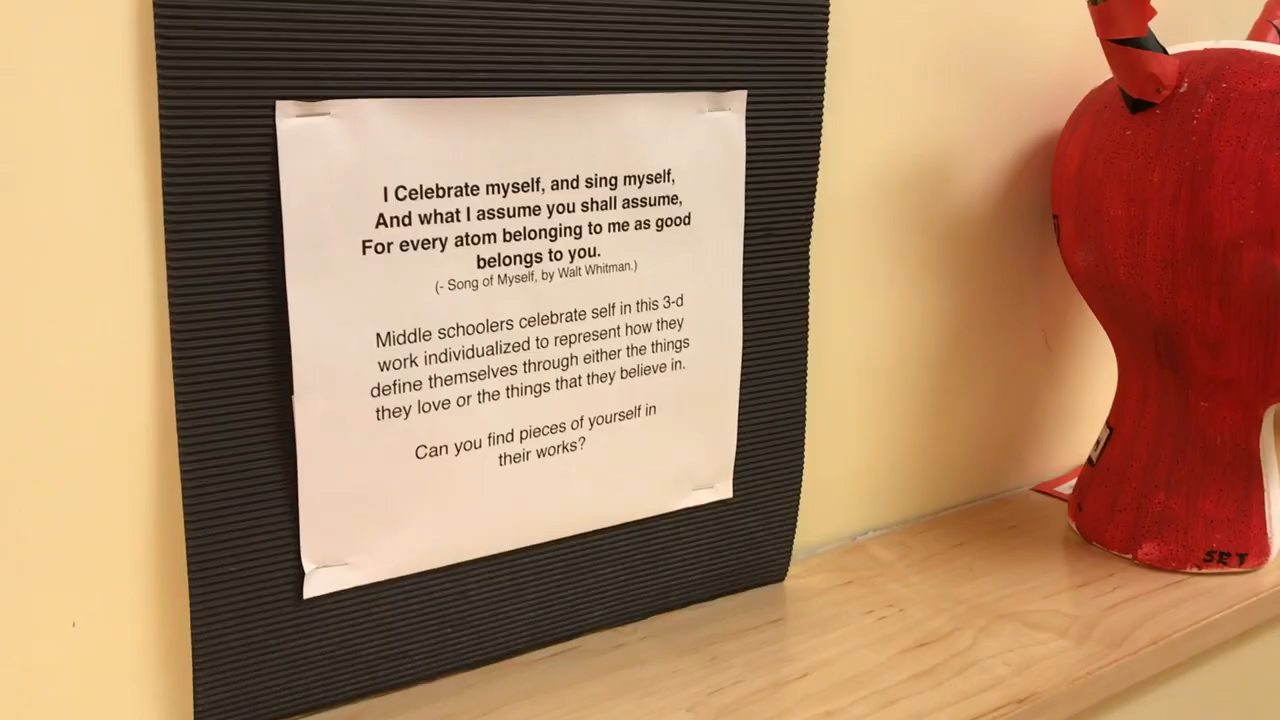 I Celebrate myself, and sing myself,
And what I assume you shall assume,
For every atom belonging to me as good
belongs to you.
(- Song of Myself, by Walt Whitman.)
Middle schoolers celebrate self in this 3-d
work individualized to represent how they
define themselves through either the things
they love or the things that they believe in.
Can you find pieces of yourself in
their works?
SRT